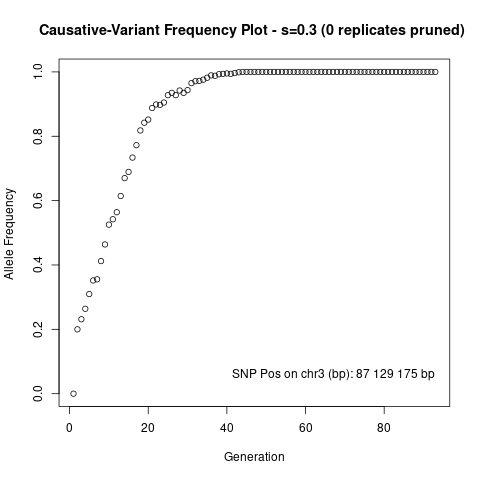 Causative-Variant Frequency Plot - s=0.3 (0 replicates pruned)
Allele Frequency
1.0
0.8
0.6
0.4
0.2
0.0
SNP Pos on chr3 (bp): 87 129 175 bp
0 20 40 60 80
Generation